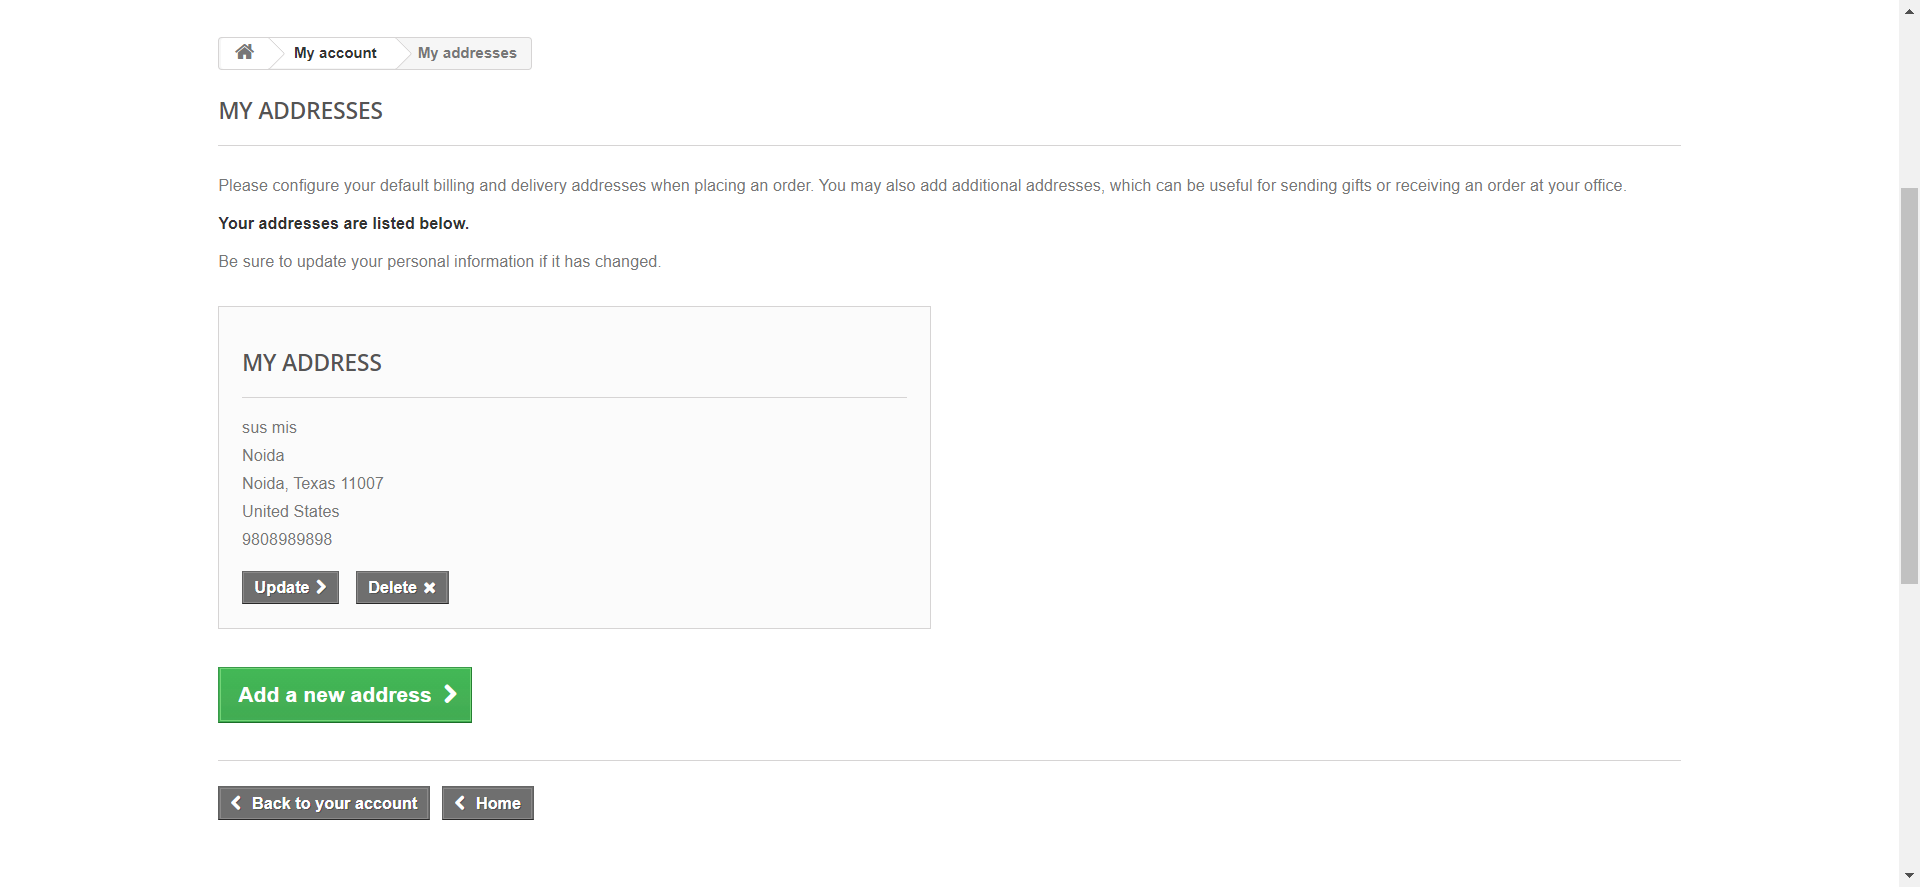 My account
My addresses
MY ADDRESSES
Please configure your default billing and delivery addresses when placing an order. You may also add additional addresses, which can be useful for sending gifts or receiving an order at your office.
Your addresses are listed below.
Be sure to update your personal information if it has changed.
MY ADDRESS
sus mis
Noida
Noida, Texas 11007
United States
9808989898
Update
Delete
Add a new address
Back to your account
Home